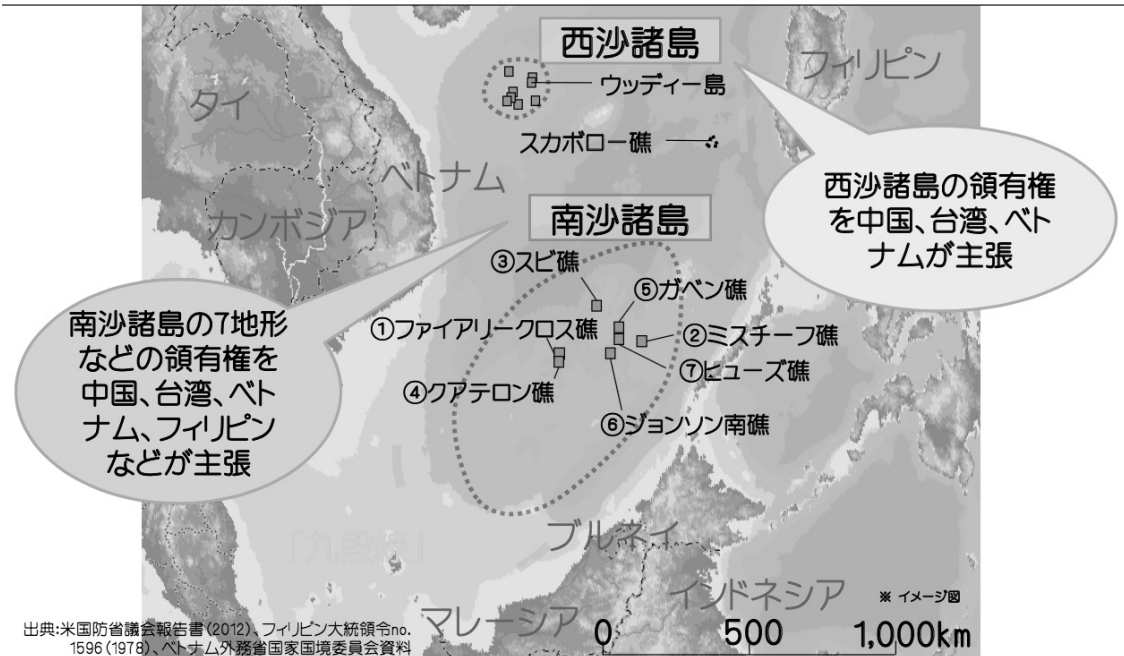 西沙諸島
フィリピン
ウッディー島
タイ
スカボロー礁
ベトナム
西沙諸島の領有権
を中国、台湾、ベト
ナムが主張
カンボジア
南沙諸島
③スビ礁
⑤ガベン礁
南沙諸島の7地形
などの領有権を
中国、台湾、ベト
ナム、フィリピン
などが主張
①ファイアリークロス礁
②ミスチーフ礁
⑦ヒューズ礁
④クアテロン礁
⑥ジョンソン南礁
「九段線」
ブルネイ
インドネシア
※ イメージ図
マレーシア
0 500 1,000km
出典:米国防省議会報告書(2012)、フィリピン大統領令no.
1596(1978)、ベトナム外務省国家国境委員会資料